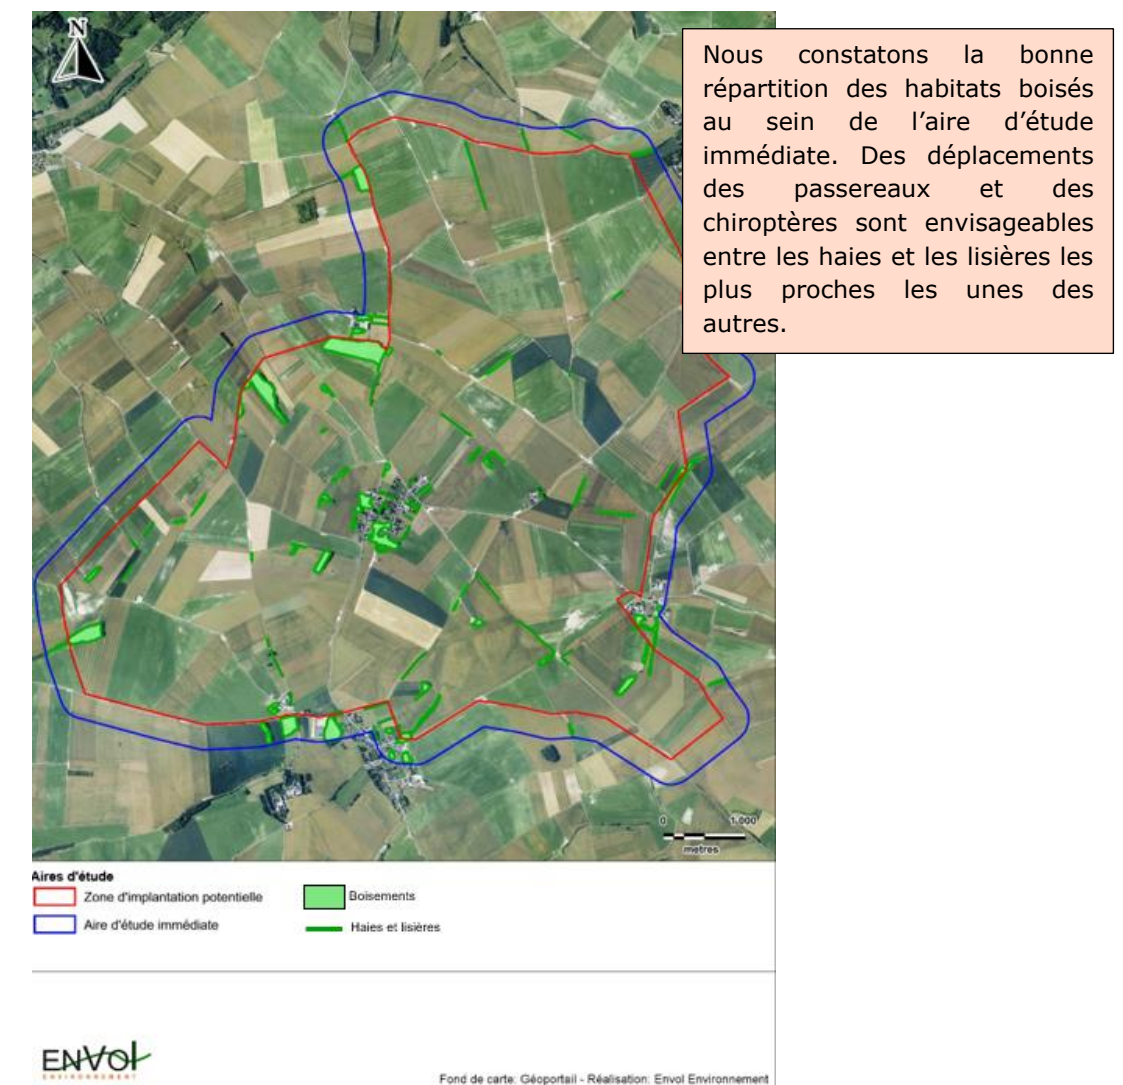 N
Nous constatons la bonne
répartition des habitats boisés
au sein de l'aire d'étude
immédiate. Des déplacements
des passereaux et des
chiroptères sont envisageables
entre les haies et les lisières les
plus proches les unes des
autres.
0 1.000
metres
Aires d'étude
Zone d'implantation potentielle
Aire d'étude immédiate
Boisements
Haies et lisières
ENVOl
ENVIRONNEMENT
Fond de carte: Géoportail - Réalisation: Envol Environnement